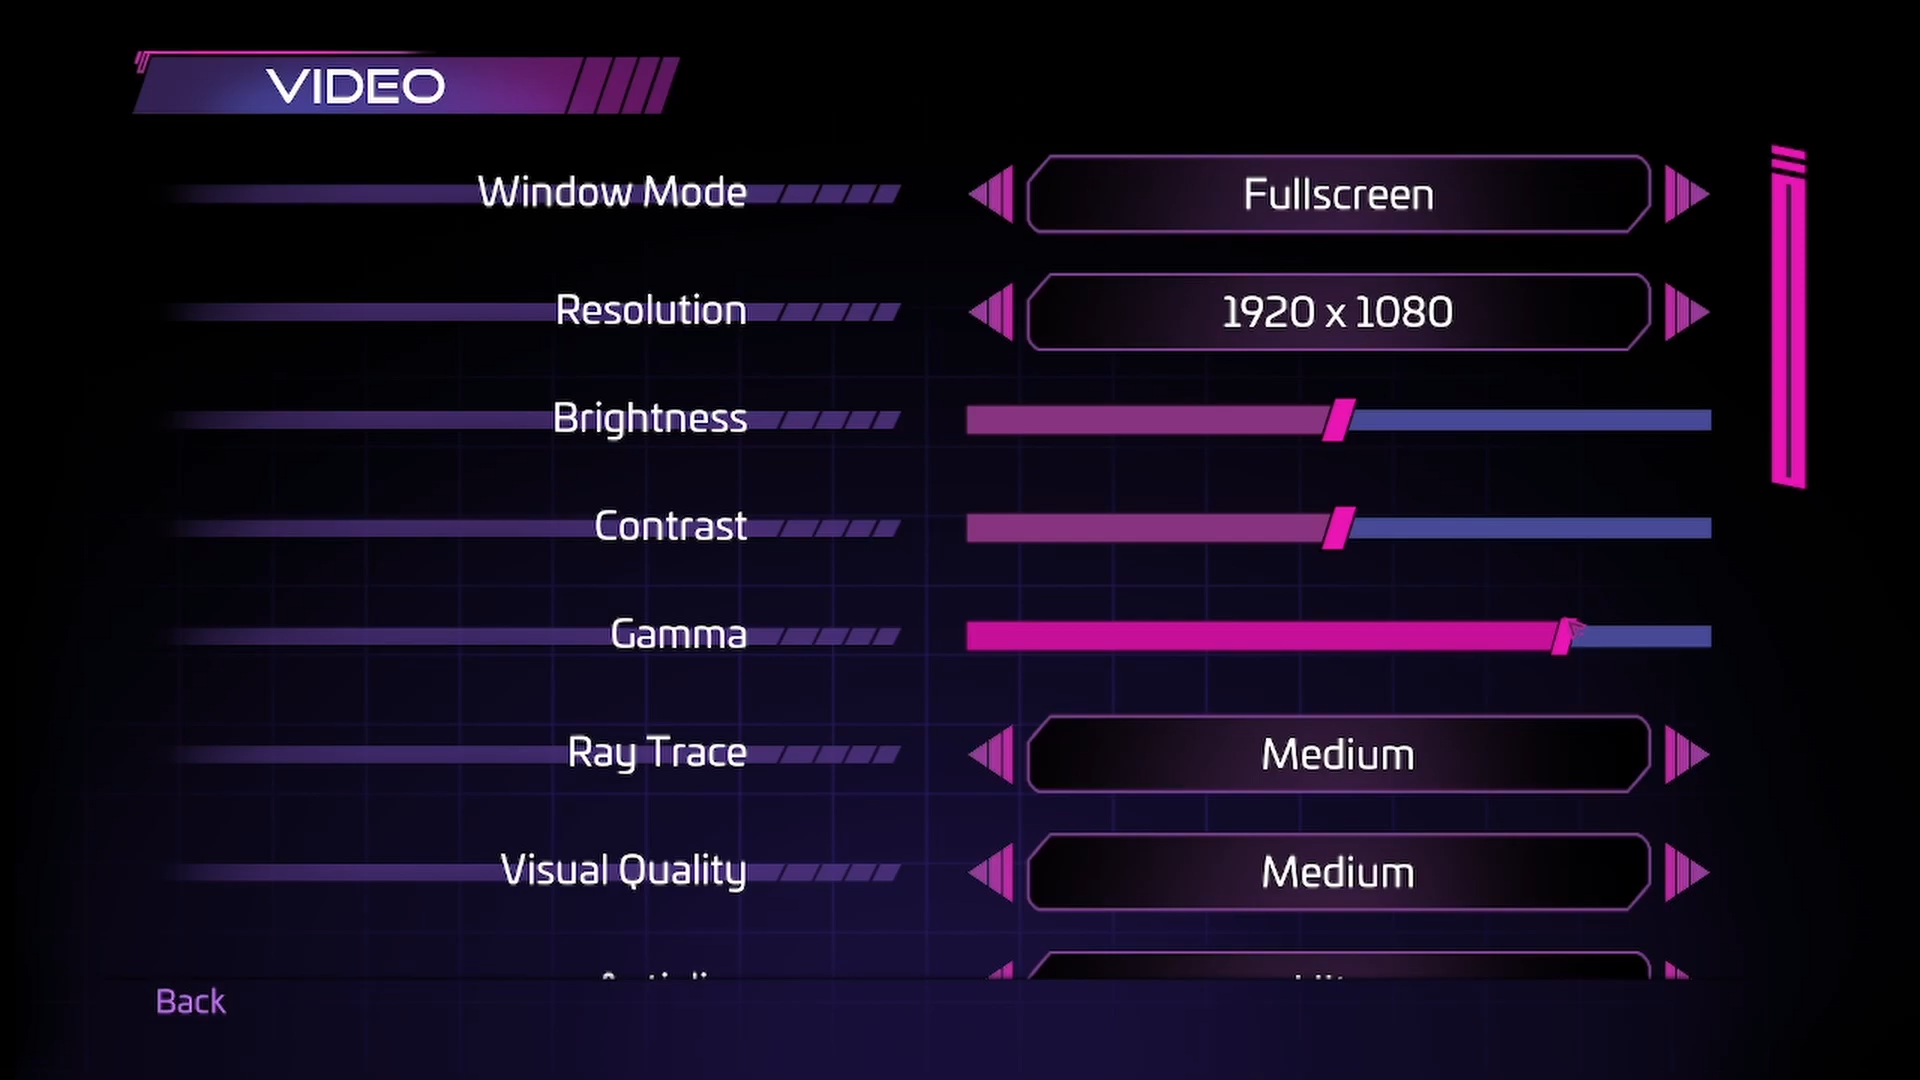 VIDEO
Window Mode Fullscreen
Resolution 1920 x 1080
Brightness
Contrast
Gamma
Ray Trace Medium
Visual Quality Medium
Back